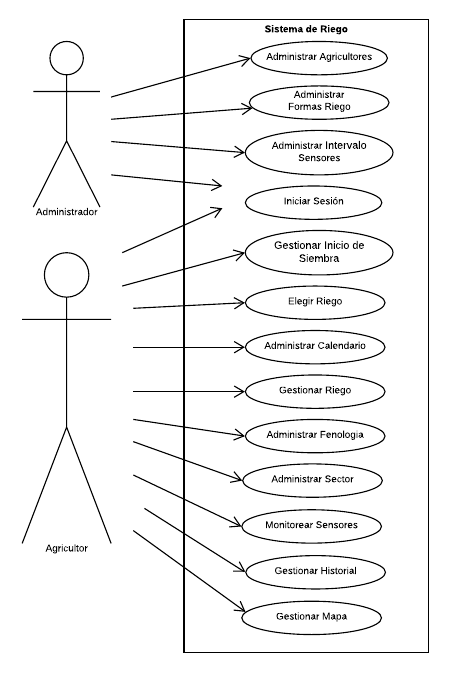 Sistema de Riego
Administrar Agricultores
Administrar
Formas Riego
Administrar Intervalo
Sensores
Iniciar Sesión
Administrador
Gestionar Inicio de
Siembra
Elegir Riego
Administrar Calendario
Gestionar Riego
Administrar Fenologia
Administrar Sector
Monitorear Sensores
Agricultor
Gestionar Historial
Gestionar Mapa